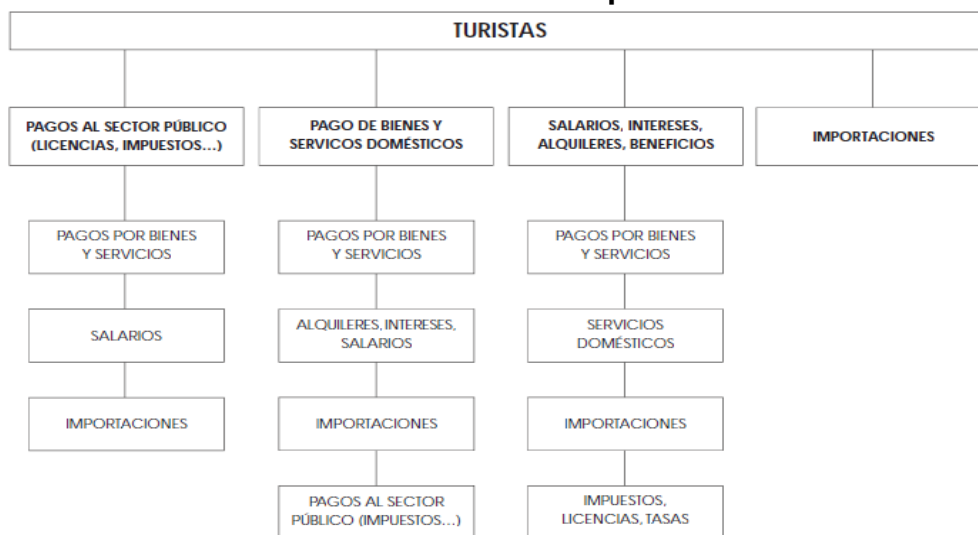 TURISTAS
PAGOS AL SECTOR PÚBLICO
(LICENCIAS, IMPUESTOS...)
PAGO DE BIENES Y
SERVICOS DOMÉSTICOS
SALARIOS, INTERESES,
ALQUILERES, BENEFICIOS
IMPORTACIONES
PAGOS POR BIENES
Y SERVICIOS
PAGOS POR BIENES
Y SERVICIOS
PAGOS POR BIENES
Y SERVICIOS
SALARIOS
ALQUILERES, INTERESES,
SALARIOS
SERVICIOS
DOMÉSTICOS
IMPORTACIONES
IMPORTACIONES
IMPORTACIONES
PAGOS AL SECTOR
PÚBLICO (IMPUESTOS...)
IMPUESTOS,
LICENCIAS, TASAS